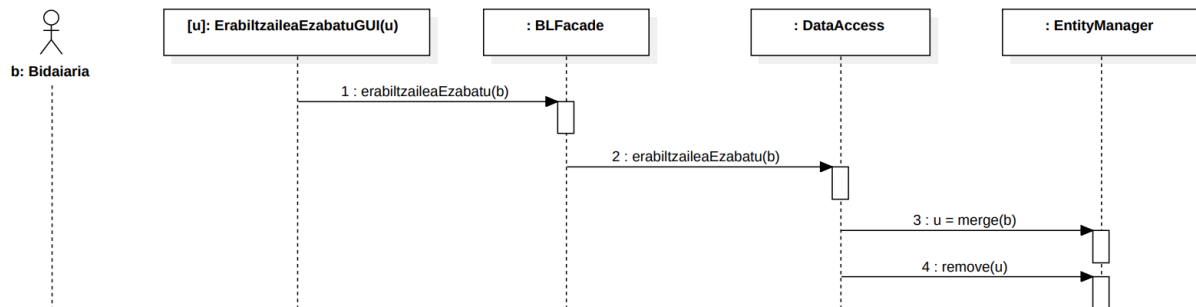 [u]: ErabiltzaileaEzabatuGUI(u)
: BLFacade
: DataAccess
: EntityManager
b: Bidaiaria
1 : erabiltzaileaEzabatu(b)
2 : erabiltzaileaEzabatu(b)
3 : u = merge(b)
4 : remove(u)